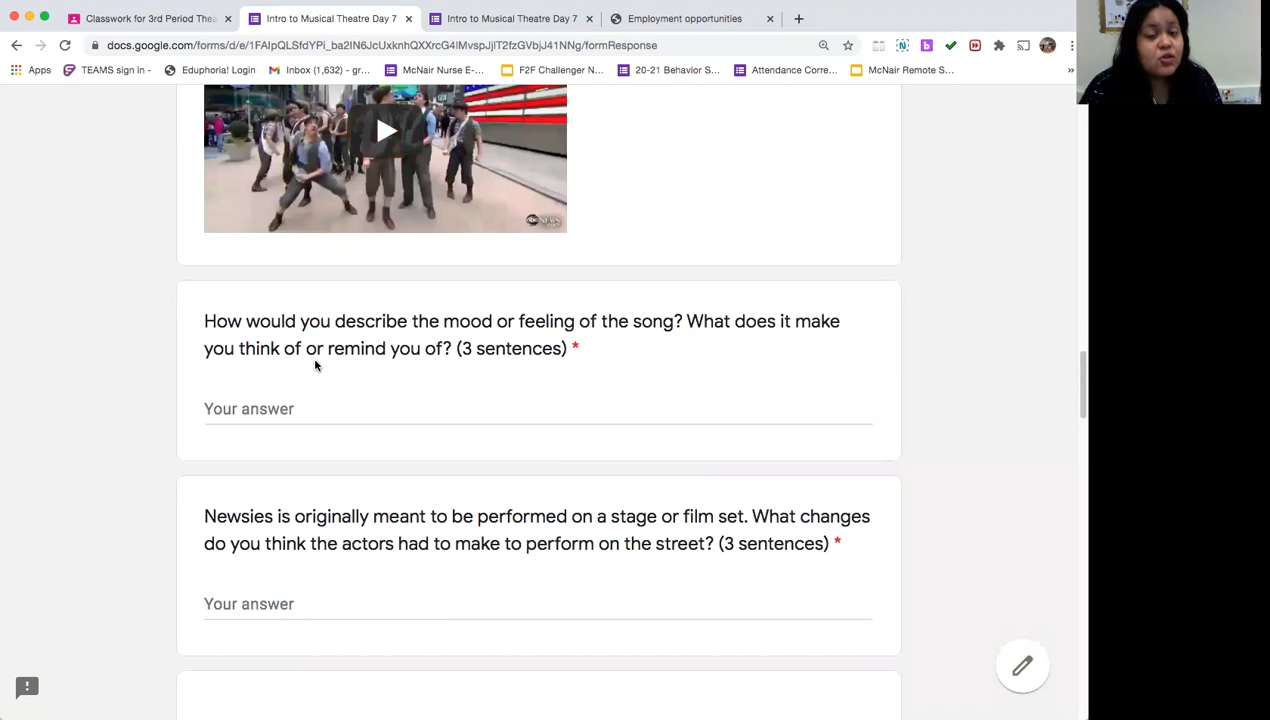 Classwork for 3rd Period Thea
Intro to Musical Theatre Day 7
Intro to Musical Theatre Day 7
Employment opportunities
docs.google.com/forms/d/e/1FAIpQLSfdYPi_ba2IN6JcUxknhQXXrcG4lMvspJjlT2fzGVbjJ41NNg/formResponse
Apps
TEAMS sign in -
Eduphoria! Login
Inbox (1,632) - gr...
McNair Nurse E-...
F2F Challenger N...
20-21 Behavior S...
Attendance Corre...
McNair Remote S...
»
abc NEWS
How would you describe the mood or feeling of the song? What does it make
you think of or remind you of? (3 sentences) *
Your answer
Newsies is originally meant to be performed on a stage or film set. What changes
do you think the actors had to make to perform on the street? (3 sentences) *
Your answer